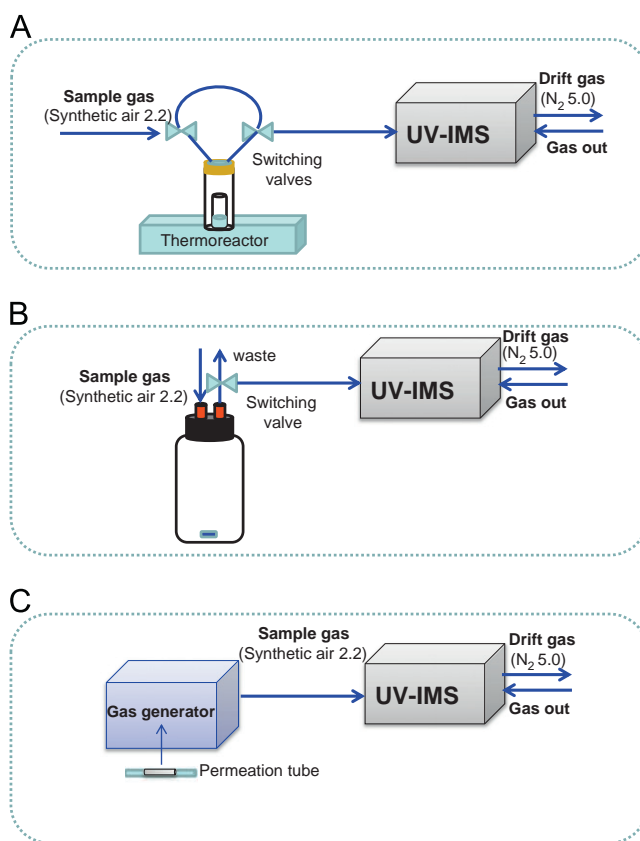 A
Sample gas
(Synthetic air 2.2)
Switching
valves
Thermoreactor
UV-IMS
Drift gas
(N2 5.0)
Gas out
B
waste
Sample gas
(Synthetic air 2.2)
Switching
valve
UV-IMS
Drift gas
(N2 5.0)
Gas out
C
Sample gas
(Synthetic air 2.2)
Gas generator
Permeation tube
UV-IMS
Drift gas
(N2 5.0)
Gas out